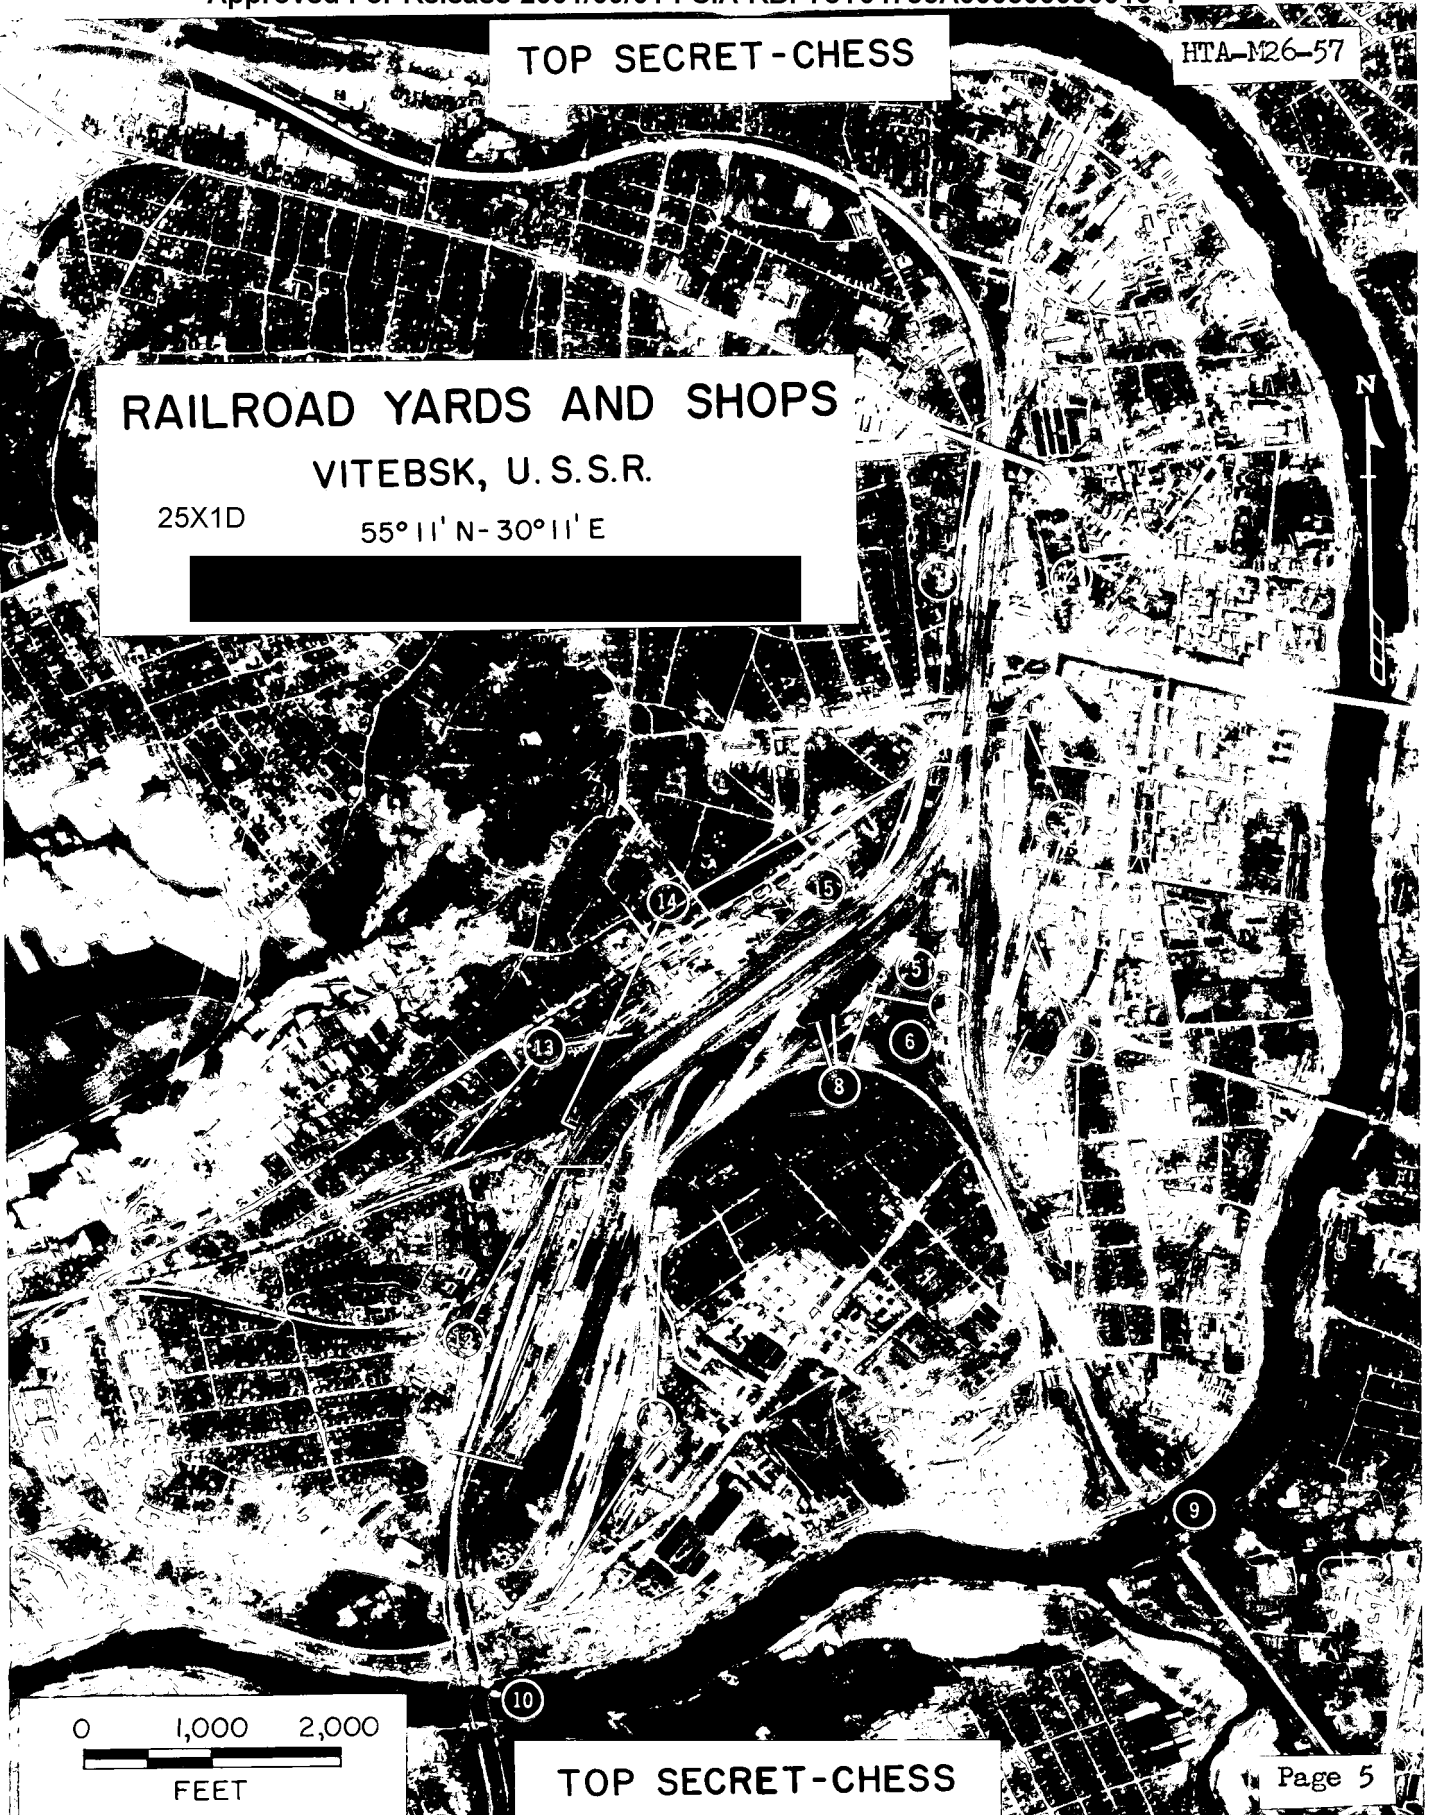 TOP SECRET-CHESS
HTA-M26-57
RAILROAD YARDS AND SHOPS
VITEBSK, U.S.S.R.
25X1D
55°11' N-30°11' E
N
14
15
5
6
13
8
12
9
10
0 1,000 2,000
FEET
TOP SECRET-CHESS
Page 5